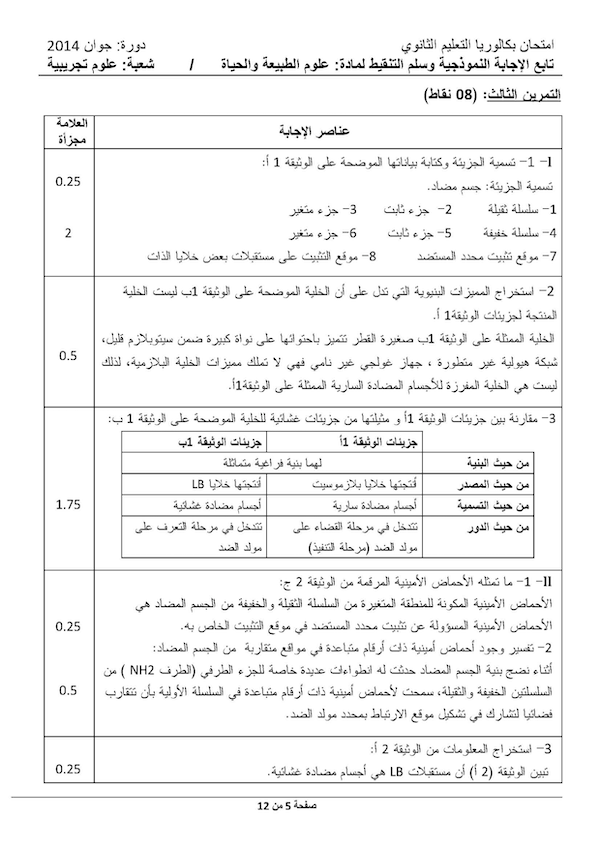 امتحان بكالوريا التعليم الثانوي دورة: جوان 2014
تابع الإجابة النموذجية وسلم التنقيط لمادة: علوم الطبيعة والحياة / شعبة: علوم تجريبية
التمرين الثالث: (08 نقاط)
عناصر الإجابة
العلامة
مجزأة
I– 1– تسمية الجزيئة وكتابة بياناتها الموضحة على الوثيقة 1 أ:
0.25
تسمية الجزيئة: جسم مضاد.
1– سلسلة ثقيلة 2– جزء ثابت 3– جزء متغير
4– سلسلة خفيفة 5– جزء ثابت 6– جزء متغير
2
7– موقع تثبيت محدد المستضد 8– موقع التثبيت على مستقبلات بعض خلايا الذات
2– استخراج المميزات البنيوية التي تدل على أن الخلية الموضحة على الوثيقة 1ب ليست الخلية
المنتجة لجزيئات الوثيقة1 أ.
الخلية الممثلة على الوثيقة 1ب صغيرة القطر تتميز باحتوائها على نواة كبيرة ضمن سيتوبلازم قليل،
0.5
شبكة هيولية غير متطورة ، جهاز غولجي غير نامي فهي لا تملك مميزات الخلية البلازمية، لذلك
ليست هي الخلية المفرزة للأجسام المضادة السارية الممثلة على الوثيقة1أ.
3– مقارنة بين جزيئات الوثيقة 1أ و مثيلتها من جزيئات غشائية للخلية الموضحة على الوثيقة 1 ب:
جزيئات الوثيقة 1أ جزيئات الوثيقة 1ب
من حيث البنية لهما بنية فراغية متماثلة
من حيث المصدر أنتجتها خلايا بلازموسيت أنتجتها خلايا LB
من حيث التسمية أجسام مضادة سارية أجسام مضادة غشائية
1.75
من حيث الدور تتدخل في مرحلة القضاء على تتدخل في مرحلة التعرف على
مولد الضد (مرحلة التنفيذ) مولد الضد
II– 1– ما تمثله الأحماض الأمينية المرقمة من الوثيقة 2 ج:
الأحماض الأمينية المكونة للمنطقة المتغيرة من السلسلة الثقيلة والخفيفة من الجسم المضاد هي
0.25
الأحماض الأمينية المسؤولة عن تثبيت محدد المستضد في موقع التثبيت الخاص به.
2– تفسير وجود أحماض أمينية ذات أرقام متباعدة في مواقع متقاربة من الجسم المضاد:
أثناء نضج بنية الجسم المضاد حدثت له انطواءات عديدة خاصة للجزء الطرفي (الطرف NH2 ) من
0.5
السلسلتين الخفيفة والثقيلة، سمحت لأحماض أمينية ذات أرقام متباعدة في السلسلة الأولية بأن تتقارب
فضائيا لتشارك في تشكيل موقع الارتباط بمحدد مولد الضد.
3– استخراج المعلومات من الوثيقة 2 أ:
0.25
تبين الوثيقة (2 أ) أن مستقبلات LB هي أجسام مضادة غشائية.
صفحة 5 من 12